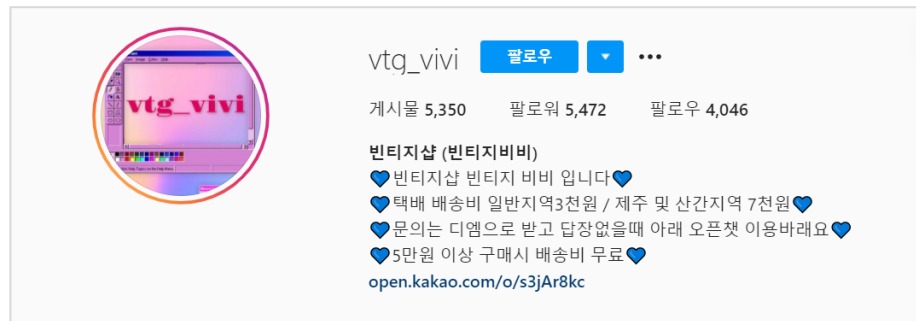 vtg_vivi 팔로우
vtg_vivi
게시물 5,350 팔로워 5,472 팔로우 4,046
빈티지샵 (빈티지비비)
💙빈티지샵 빈티지 비비 입니다💙
💙택배 배송비 일반지역3천원 / 제주 및 산간지역 7천원💙
💙문의는 디엠으로 받고 답장없을때 아래 오픈챗 이용바래요💙
💙5만원 이상 구매시 배송비 무료💙
open.kakao.com/o/s3jAr8kc